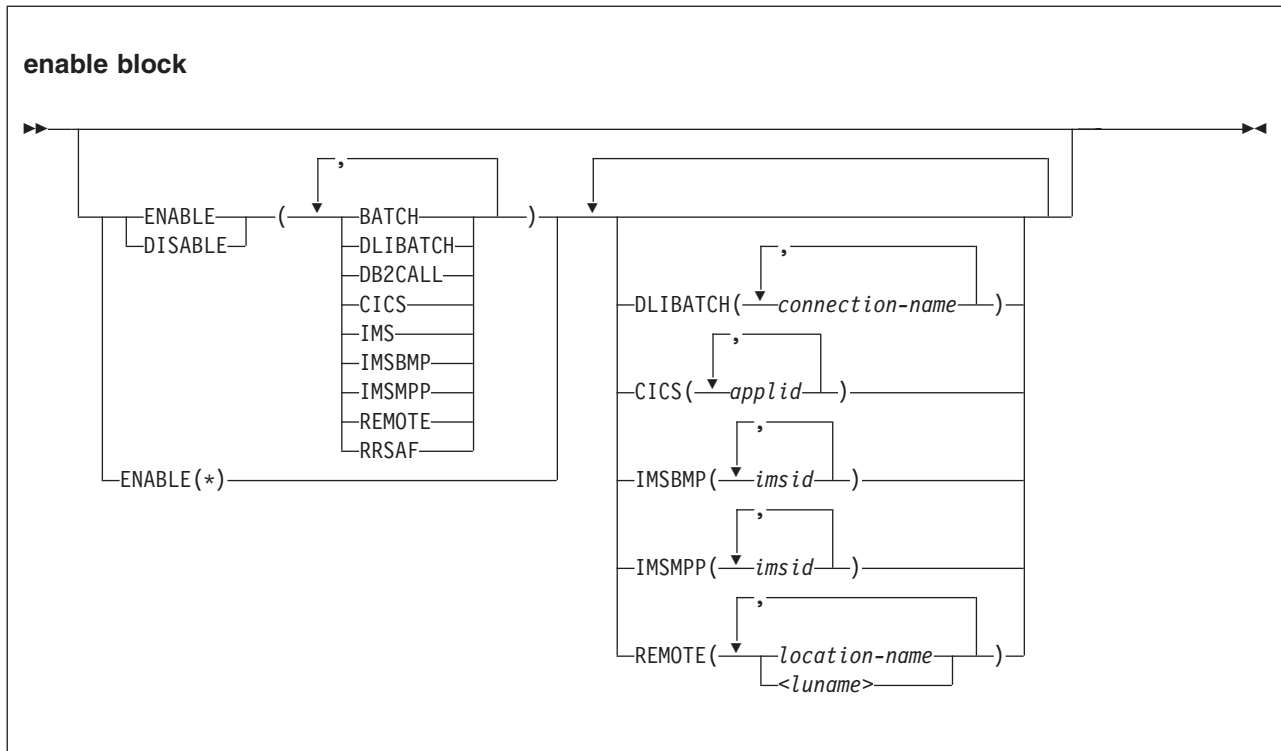 enable block
,
ENABLE ( BATCH )
DISABLE DLIBATCH
DB2CALL
CICS
IMS
IMSBMP
IMSMPP
REMOTE
RRSAF
ENABLE(*)
,
DLIBATCH( connection-name )
,
CICS( applid )
,
IMSBMP( imsid )
,
IMSMPP( imsid )
,
REMOTE( location-name )
<luname>